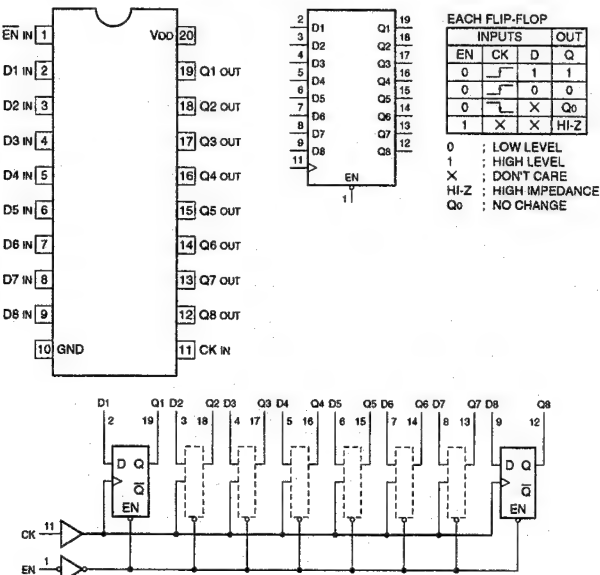 EN IN 1
VDD 20
D1 IN 2
19 Q1 OUT
D2 IN 3
18 Q2 OUT
D3 IN 4
17 Q3 OUT
D4 IN 5
16 Q4 OUT
D5 IN 6
15 Q5 OUT
D6 IN 7
14 Q6 OUT
D7 IN 8
13 Q7 OUT
D8 IN 9
12 Q8 OUT
10 GND
11 CK IN
2 D1 Q1 19
3 D2 Q2 18
4 D3 Q3 17
5 D4 Q4 16
6 D5 Q5 15
7 D6 Q6 14
8 D7 Q7 13
9 D8 Q8 12
11
EN
1
EACH FLIP-FLOP
INPUTS OUT
EN CK D Q
0 1 1
0 0 0
0 X Q0
1 X X HI-Z
0 ; LOW LEVEL
1 ; HIGH LEVEL
X ; DON'T CARE
HI-Z ; HIGH IMPEDANCE
Q0 ; NO CHANGE
D1 Q1 D2 Q2 D3 Q3 D4 Q4 D5 Q5 D6 Q6 D7 Q7 D8 Q8
2 19 3 18 4 17 5 16 6 15 7 14 8 13 9 12
D Q D Q
Q Q
EN EN
CK 11
EN 1